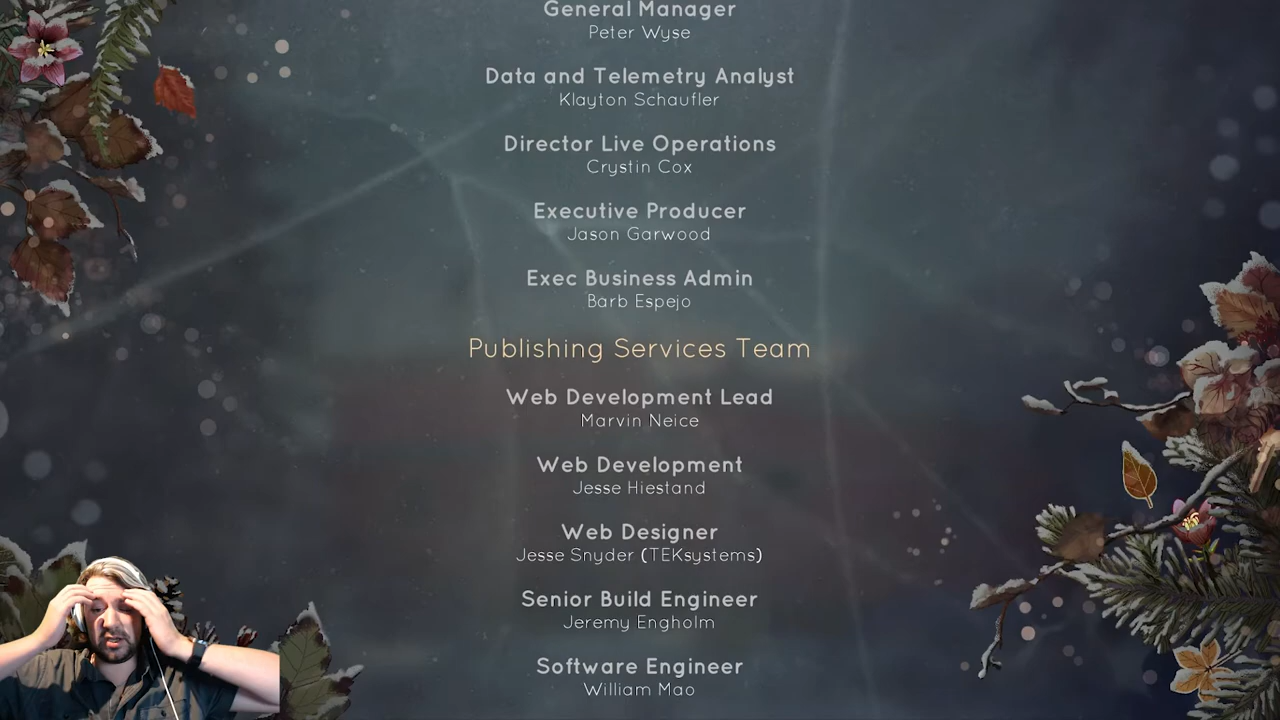 General Manager
Peter Wyse
Data and Telemetry Analyst
Klayton Schaufler
Director Live Operations
Crystin Cox
Executive Producer
Jason Garwood
Exec Business Admin
Barb Espejo
Publishing Services Team
Web Development Lead
Marvin Neice
Web Development
Jesse Hiestand
Web Designer
Jesse Snyder (TEKsystems)
Senior Build Engineer
Jeremy Engholm
Software Engineer
William Mao